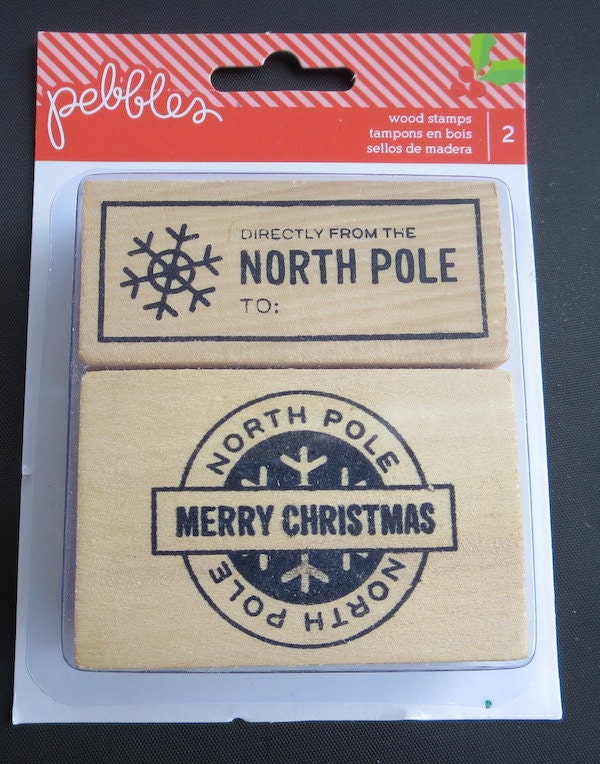 pebbles
wood stamps
tampons en bois
sellos de madera
2
DIRECTLY FROM THE
NORTH POLE
TO:
NORTH POLE
MERRY CHRISTMAS
NORTH POLE